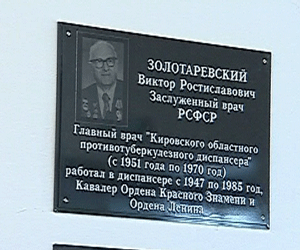 ЗОЛОТАРЕВСКИЙ
Виктор Ростиславович
Заслуженный врач
РСФСР
Главный врач "Кировского областного
противотуберкулезного диспансера"
(с 1951 года по 1970 год)
работал в диспансере с 1947 по 1985 год,
Кавалер Ордена Красного Знамени и
Ордена Ленина